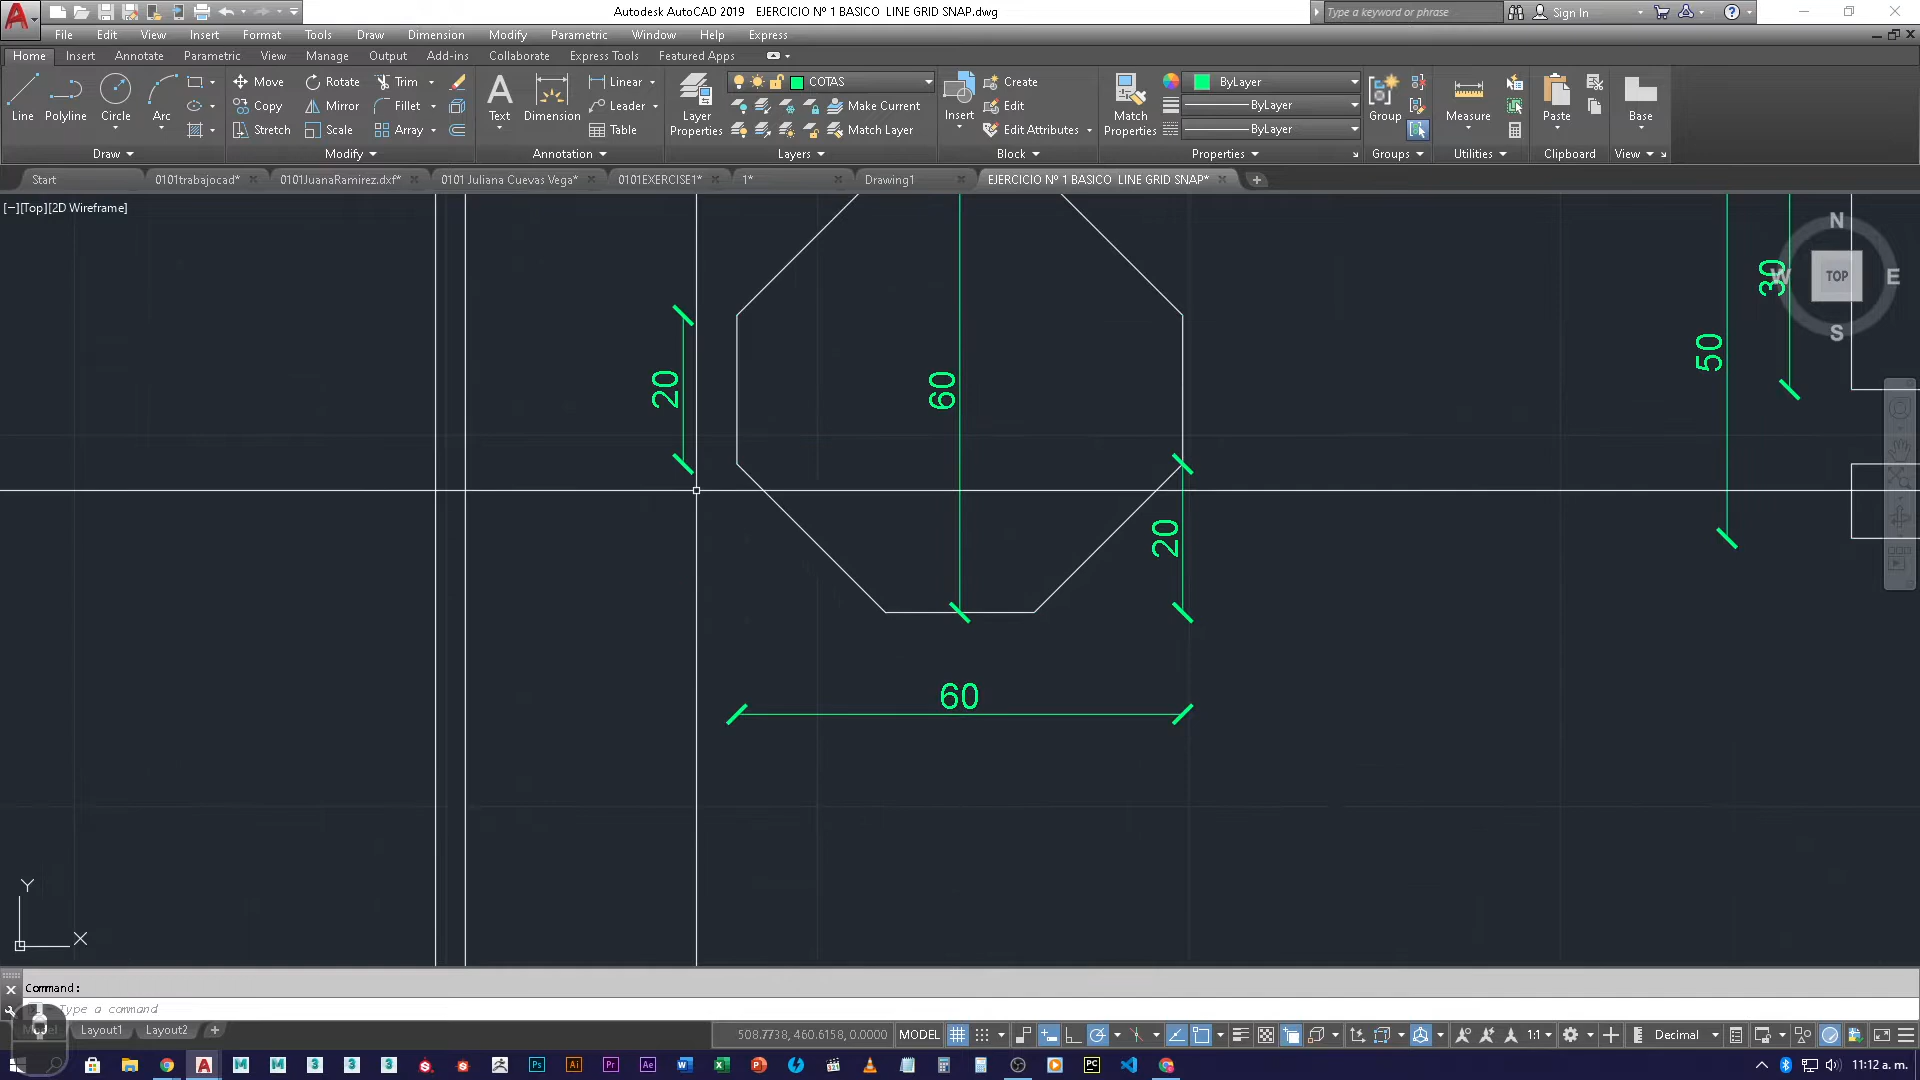 Autodesk AutoCAD 2019 EJERCICIO Nº 1 BASICO LINE GRID SNAP.dwg
Type a keyword or phrase
Sign In
File Edit View Insert Format Tools Draw Dimension Modify Parametric Window Help Express
Home Insert Annotate Parametric View Manage Output Add-ins Collaborate Express Tools Featured Apps
Move Rotate Trim Linear COTAS Create ByLayer
Line Polyline Circle Arc Copy Mirror Fillet Text Dimension Leader Layer Properties Make Current Insert Edit Match Properties ByLayer Group Measure Paste Base
Stretch Scale Array Table Match Layer Edit Attributes ByLayer
Draw Modify Annotation Layers Block Properties Groups Utilities Clipboard View
Start 0101trabajocad* 0101JuanaRamirez.dxf* 0101 Juliana Cuevas Vega* 0101EXERCISE1* 1* Drawing1 EJERCICIO Nº 1 BASICO LINE GRID SNAP*
[−][Top][2D Wireframe]
N
W TOP E
S
30
50
20
60
20
60
Y
X
Command:
Type a command
Layout1 Layout2
508.7738, 460.6158, 0.0000 MODEL 1:1 Decimal
11:12 a. m.